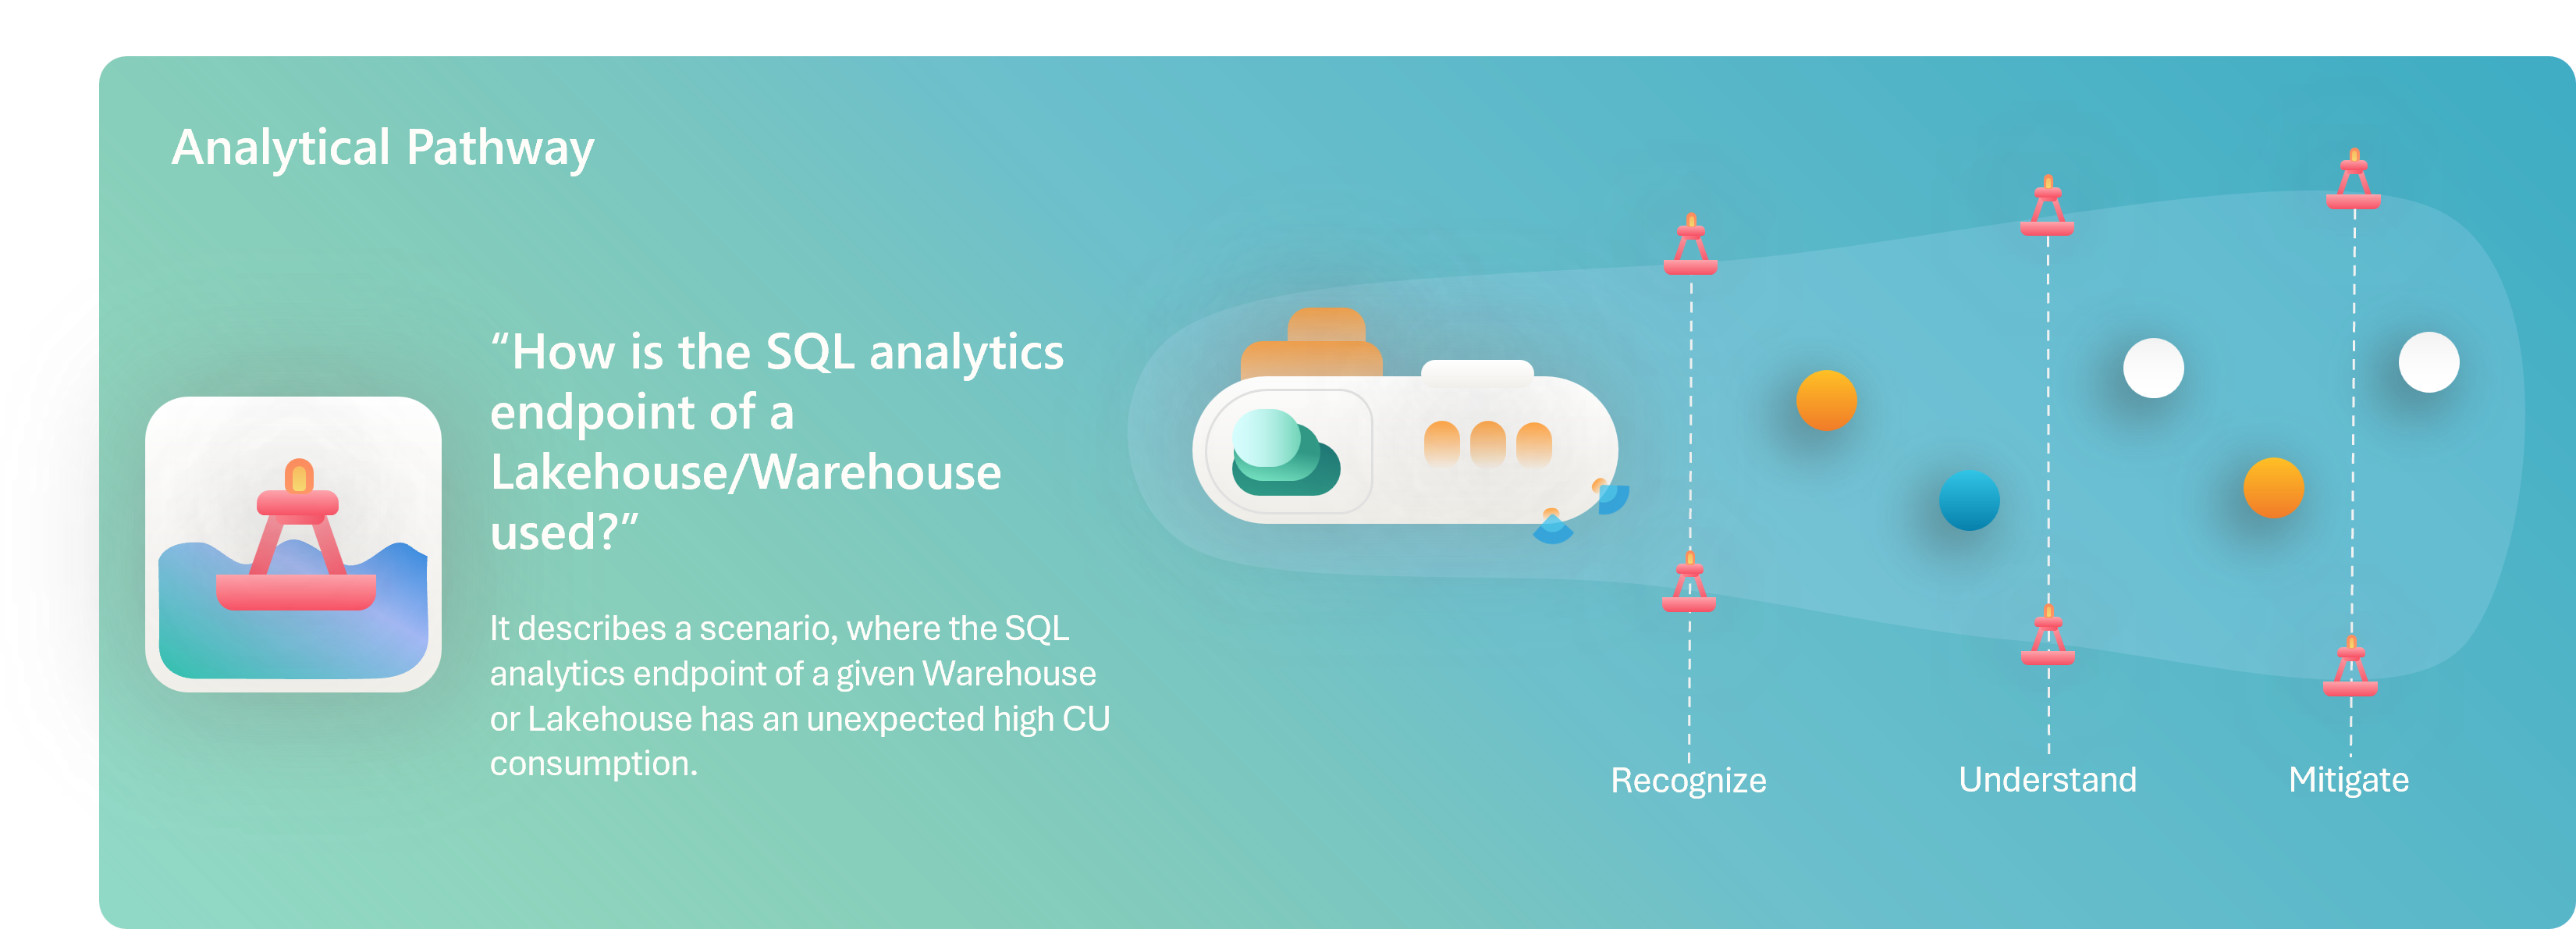 Analytical Pathway
“How is the SQL analytics
endpoint of a
Lakehouse/Warehouse
used?”
It describes a scenario, where the SQL
analytics endpoint of a given Warehouse
or Lakehouse has an unexpected high CU
consumption.
Recognize
Understand
Mitigate